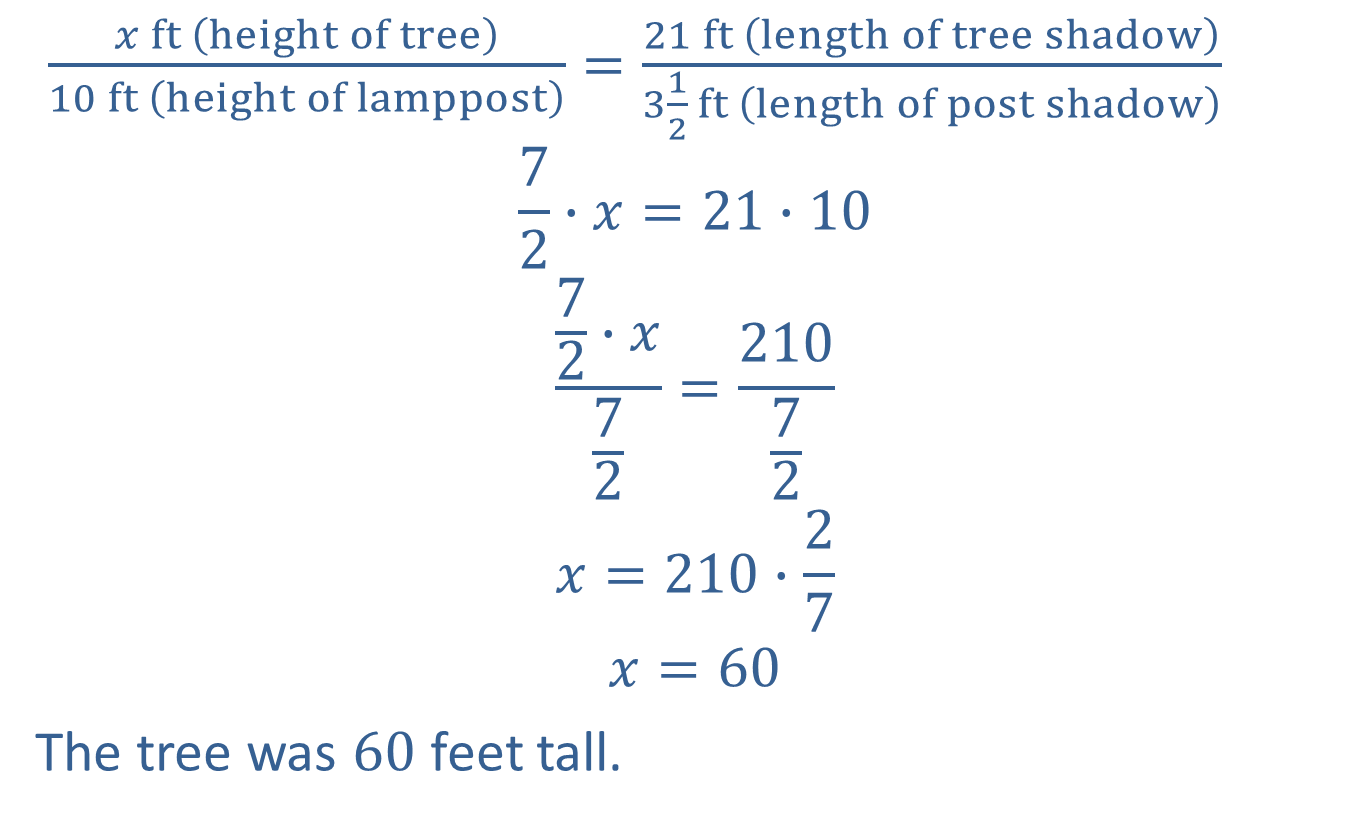 x ft (height of tree) / 10 ft (height of lamppost) = 21 ft (length of tree shadow) / 3 1/2 ft (length of post shadow)
7/2 · x = 21 · 10
(7/2 · x) / (7/2) = 210 / (7/2)
x = 210 · 2/7
x = 60
The tree was 60 feet tall.